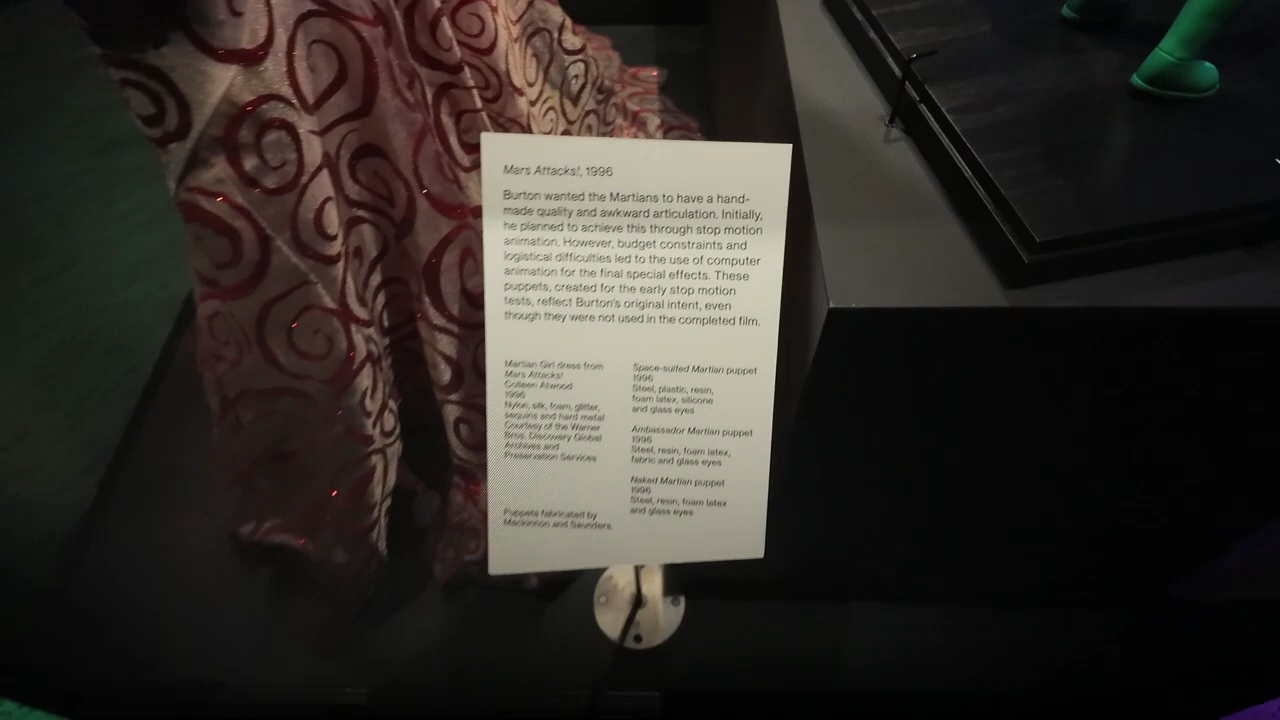 Mars Attacks!, 1996
Burton wanted the Martians to have a hand-
made quality and awkward articulation. Initially,
he planned to achieve this through stop motion
animation. However, budget constraints and
logistical difficulties led to the use of computer
animation for the final special effects. These
puppets, created for the early stop motion
tests, reflect Burton's original intent, even
though they were not used in the completed film.
Martian Girl dress from
Mars Attacks!
Colleen Atwood
1996
Nylon, silk, foam, glitter,
sequins and hard metal
Courtesy of the Warner
Bros. Discovery Global
Archives and
Preservation Services
Puppets fabricated by
Mackinnon and Saunders
Space-suited Martian puppet
1996
Steel, plastic, resin,
foam latex, silicone
and glass eyes
Ambassador Martian puppet
1996
Steel, resin, foam latex,
fabric and glass eyes
Naked Martian puppet
1996
Steel, resin, foam latex
and glass eyes